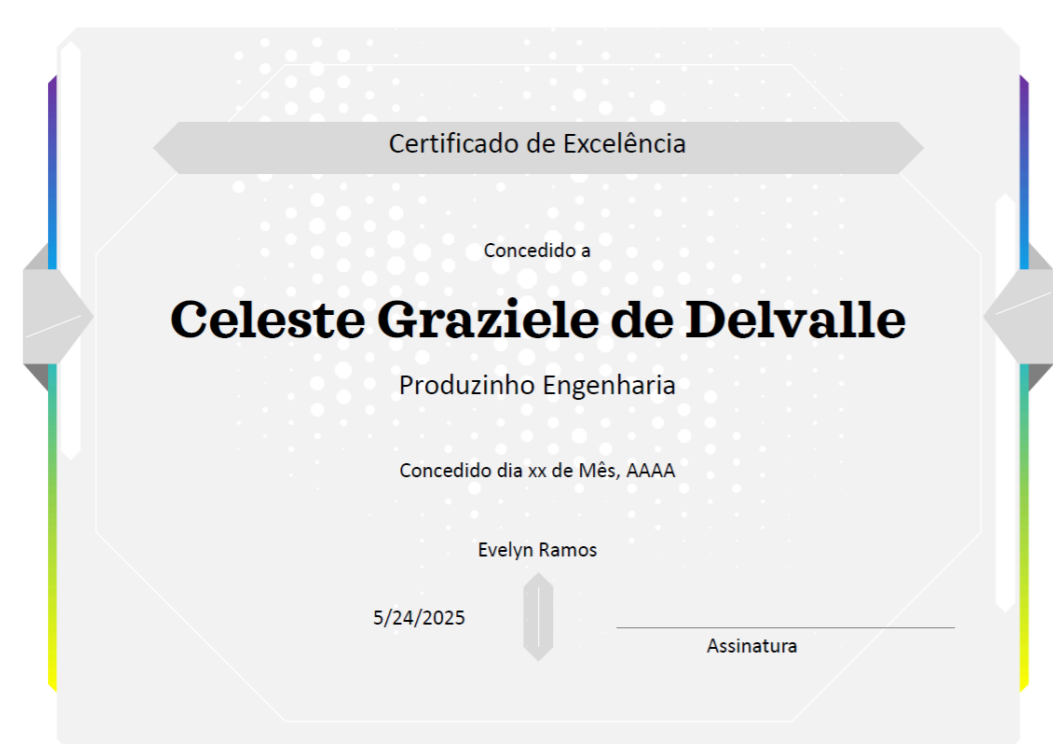 Certificado de Excelência
Concedido a
Celeste Graziele de Delvalle
Produzinho Engenharia
Concedido dia xx de Mês, AAAA
Evelyn Ramos
5/24/2025
Assinatura